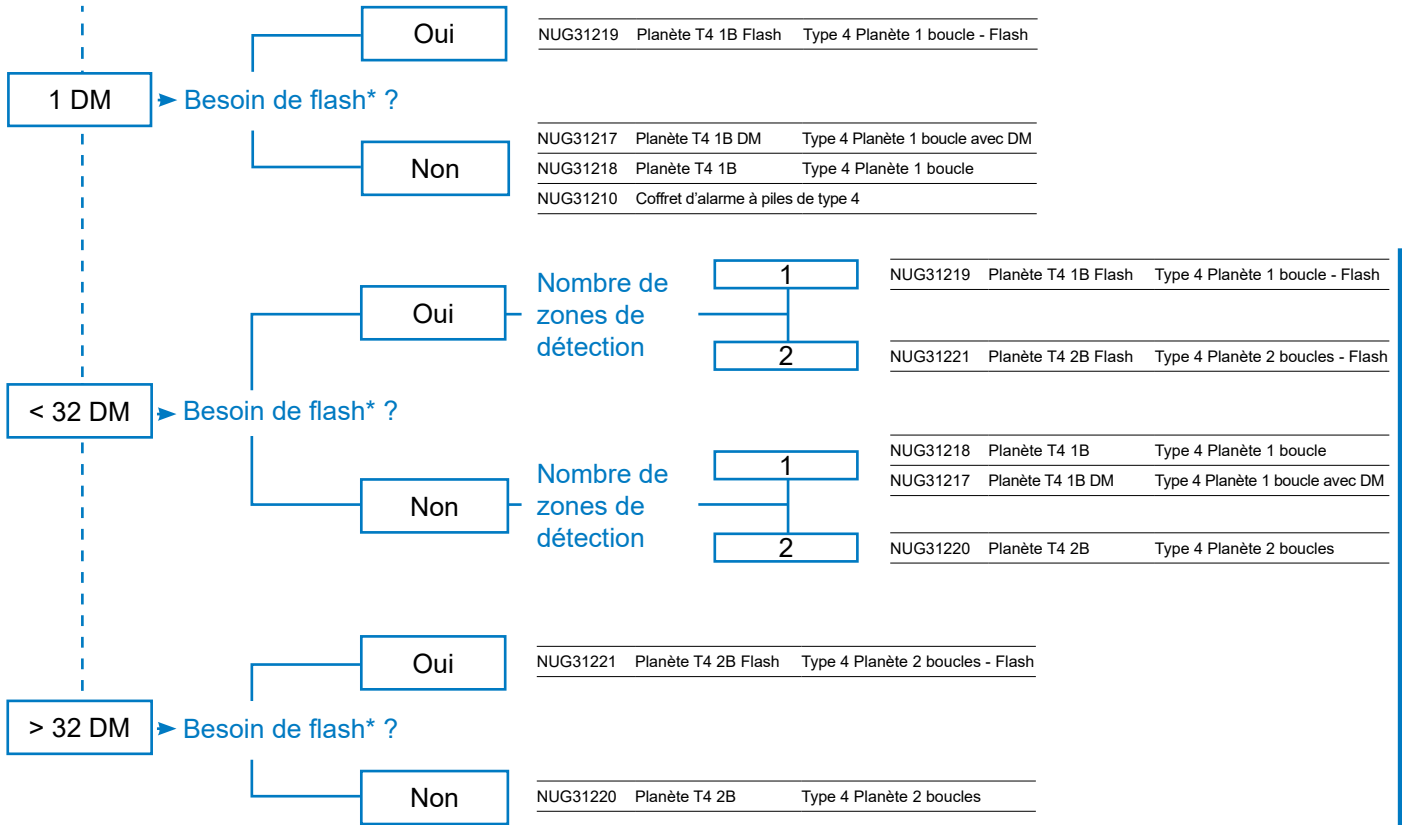 Oui
NUG31219 Planète T4 1B Flash Type 4 Planète 1 boucle - Flash
1 DM
Besoin de flash* ?
Non
NUG31217 Planète T4 1B DM Type 4 Planète 1 boucle avec DM
NUG31218 Planète T4 1B Type 4 Planète 1 boucle
NUG31210 Coffret d’alarme à piles de type 4
< 32 DM
Besoin de flash* ?
Oui
Nombre de
zones de
détection
1
NUG31219 Planète T4 1B Flash Type 4 Planète 1 boucle - Flash
2
NUG31221 Planète T4 2B Flash Type 4 Planète 2 boucles - Flash
Non
Nombre de
zones de
détection
1
NUG31218 Planète T4 1B Type 4 Planète 1 boucle
NUG31217 Planète T4 1B DM Type 4 Planète 1 boucle avec DM
2
NUG31220 Planète T4 2B Type 4 Planète 2 boucles
> 32 DM
Besoin de flash* ?
Oui
NUG31221 Planète T4 2B Flash Type 4 Planète 2 boucles - Flash
Non
NUG31220 Planète T4 2B Type 4 Planète 2 boucles